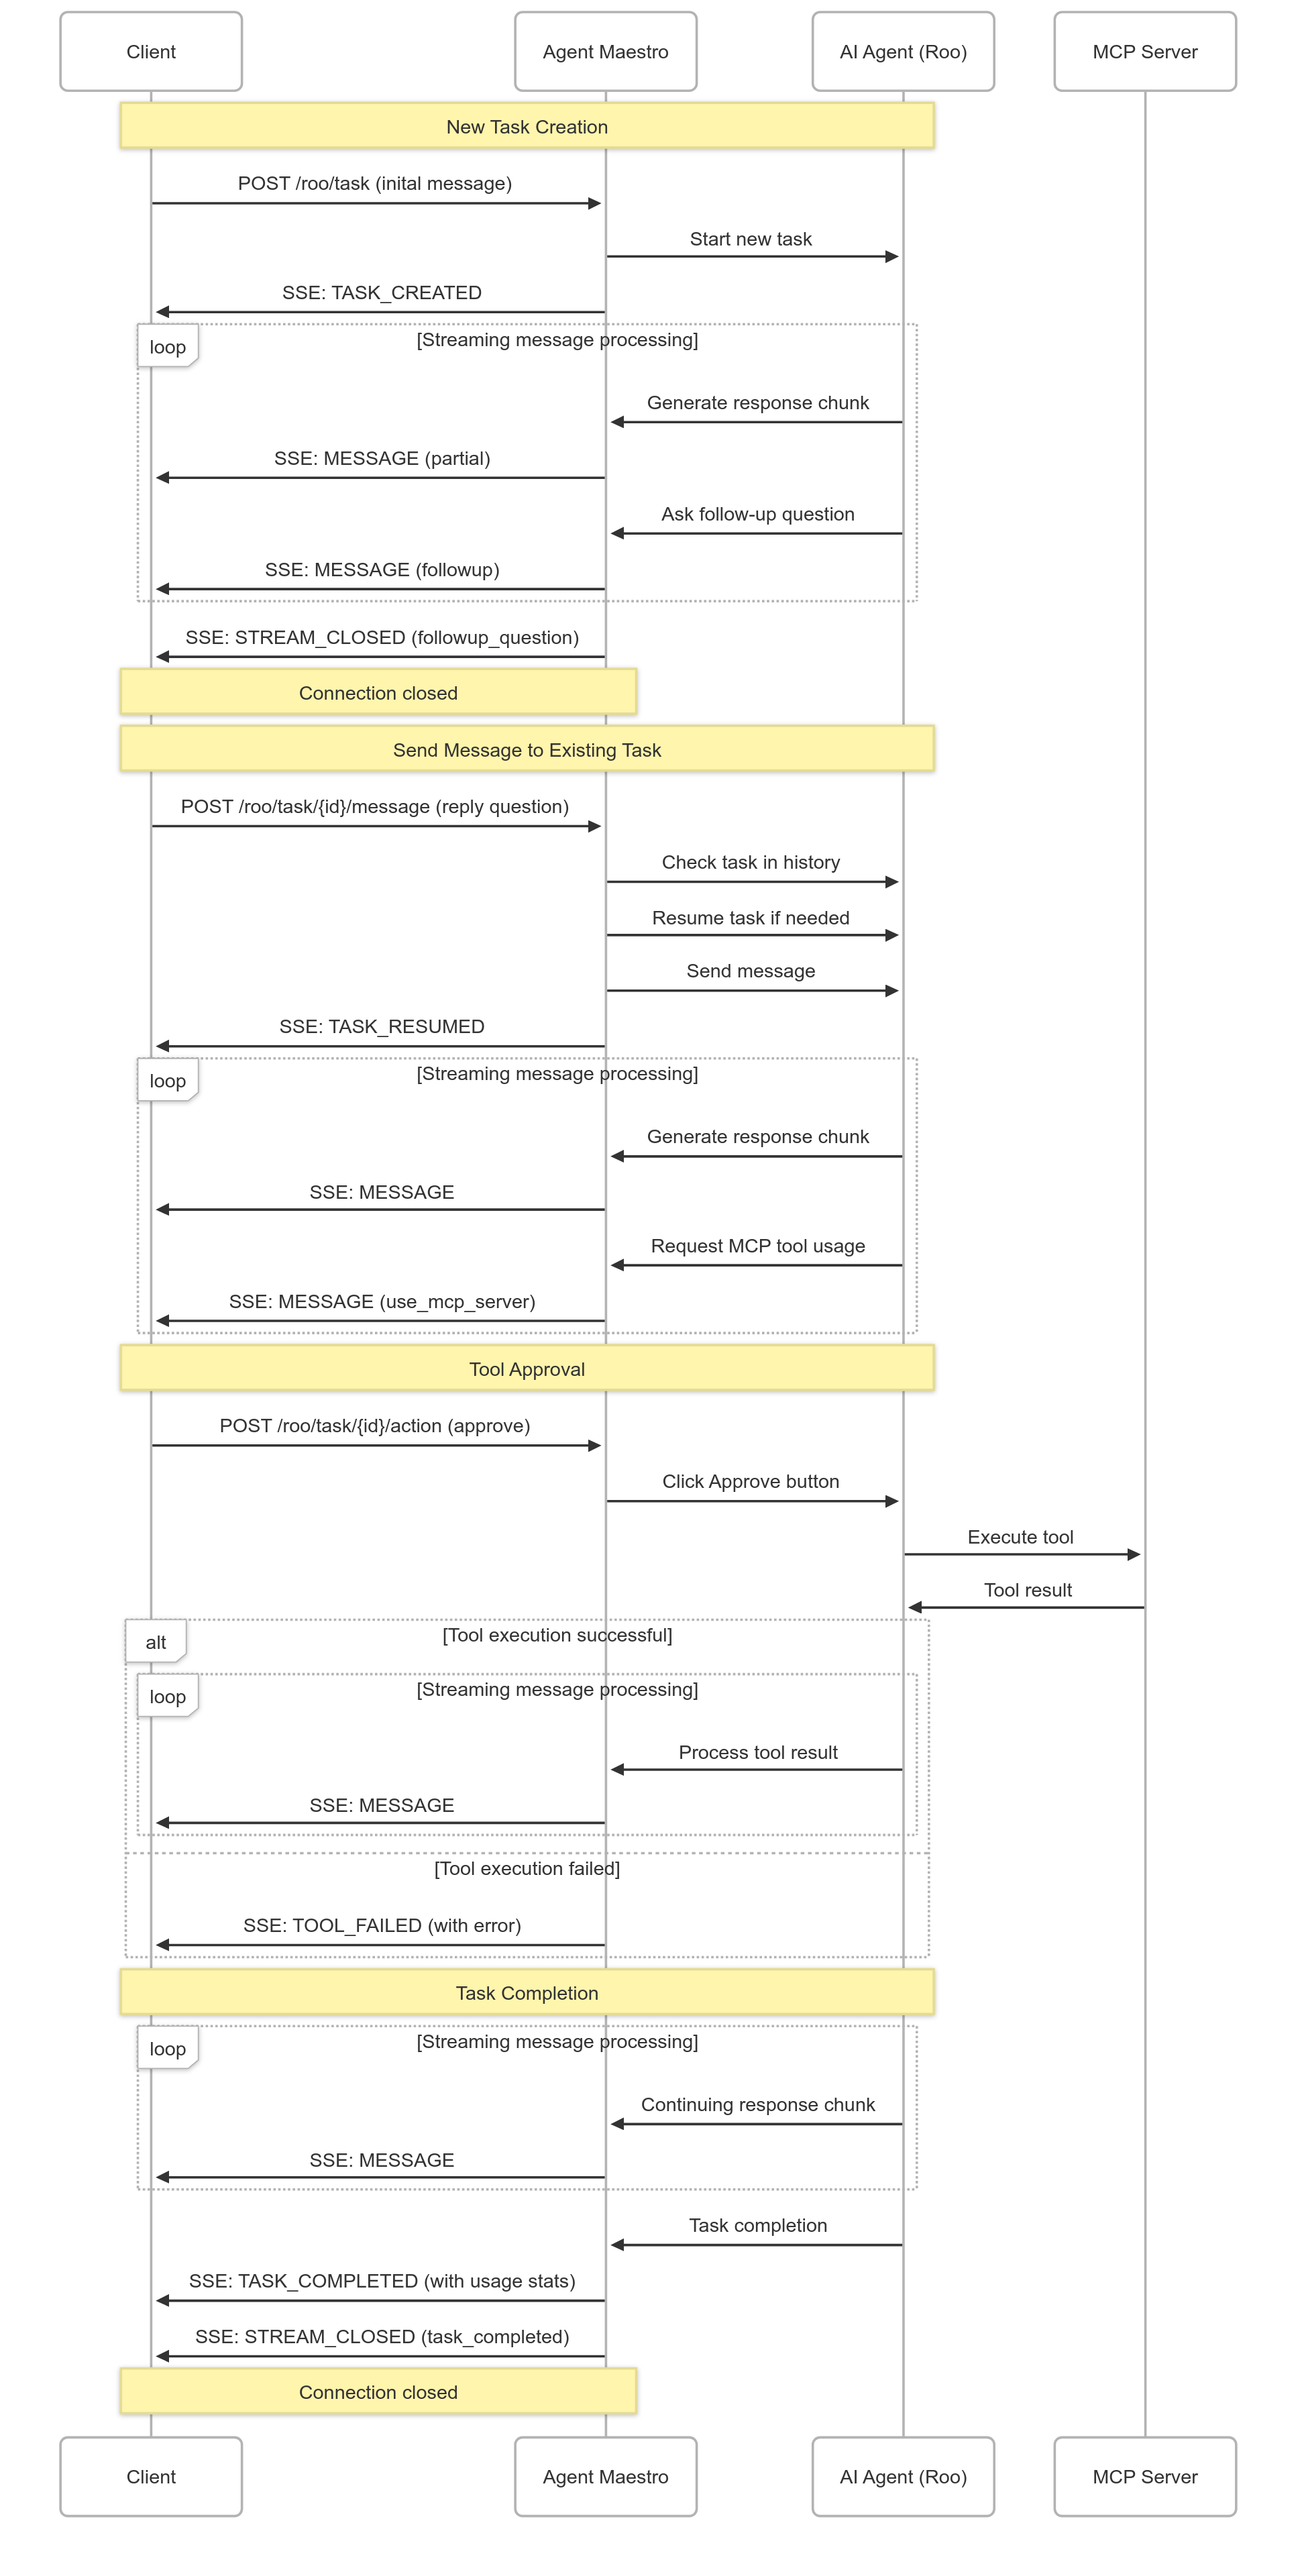 Client
Agent Maestro
AI Agent (Roo)
MCP Server
New Task Creation
POST /roo/task (inital message)
Start new task
SSE: TASK_CREATED
loop
[Streaming message processing]
Generate response chunk
SSE: MESSAGE (partial)
Ask follow-up question
SSE: MESSAGE (followup)
SSE: STREAM_CLOSED (followup_question)
Connection closed
Send Message to Existing Task
POST /roo/task/{id}/message (reply question)
Check task in history
Resume task if needed
Send message
SSE: TASK_RESUMED
loop
[Streaming message processing]
Generate response chunk
SSE: MESSAGE
Request MCP tool usage
SSE: MESSAGE (use_mcp_server)
Tool Approval
POST /roo/task/{id}/action (approve)
Click Approve button
Execute tool
Tool result
alt
[Tool execution successful]
loop
[Streaming message processing]
Process tool result
SSE: MESSAGE
[Tool execution failed]
SSE: TOOL_FAILED (with error)
Task Completion
loop
[Streaming message processing]
Continuing response chunk
SSE: MESSAGE
Task completion
SSE: TASK_COMPLETED (with usage stats)
SSE: STREAM_CLOSED (task_completed)
Connection closed
Client
Agent Maestro
AI Agent (Roo)
MCP Server